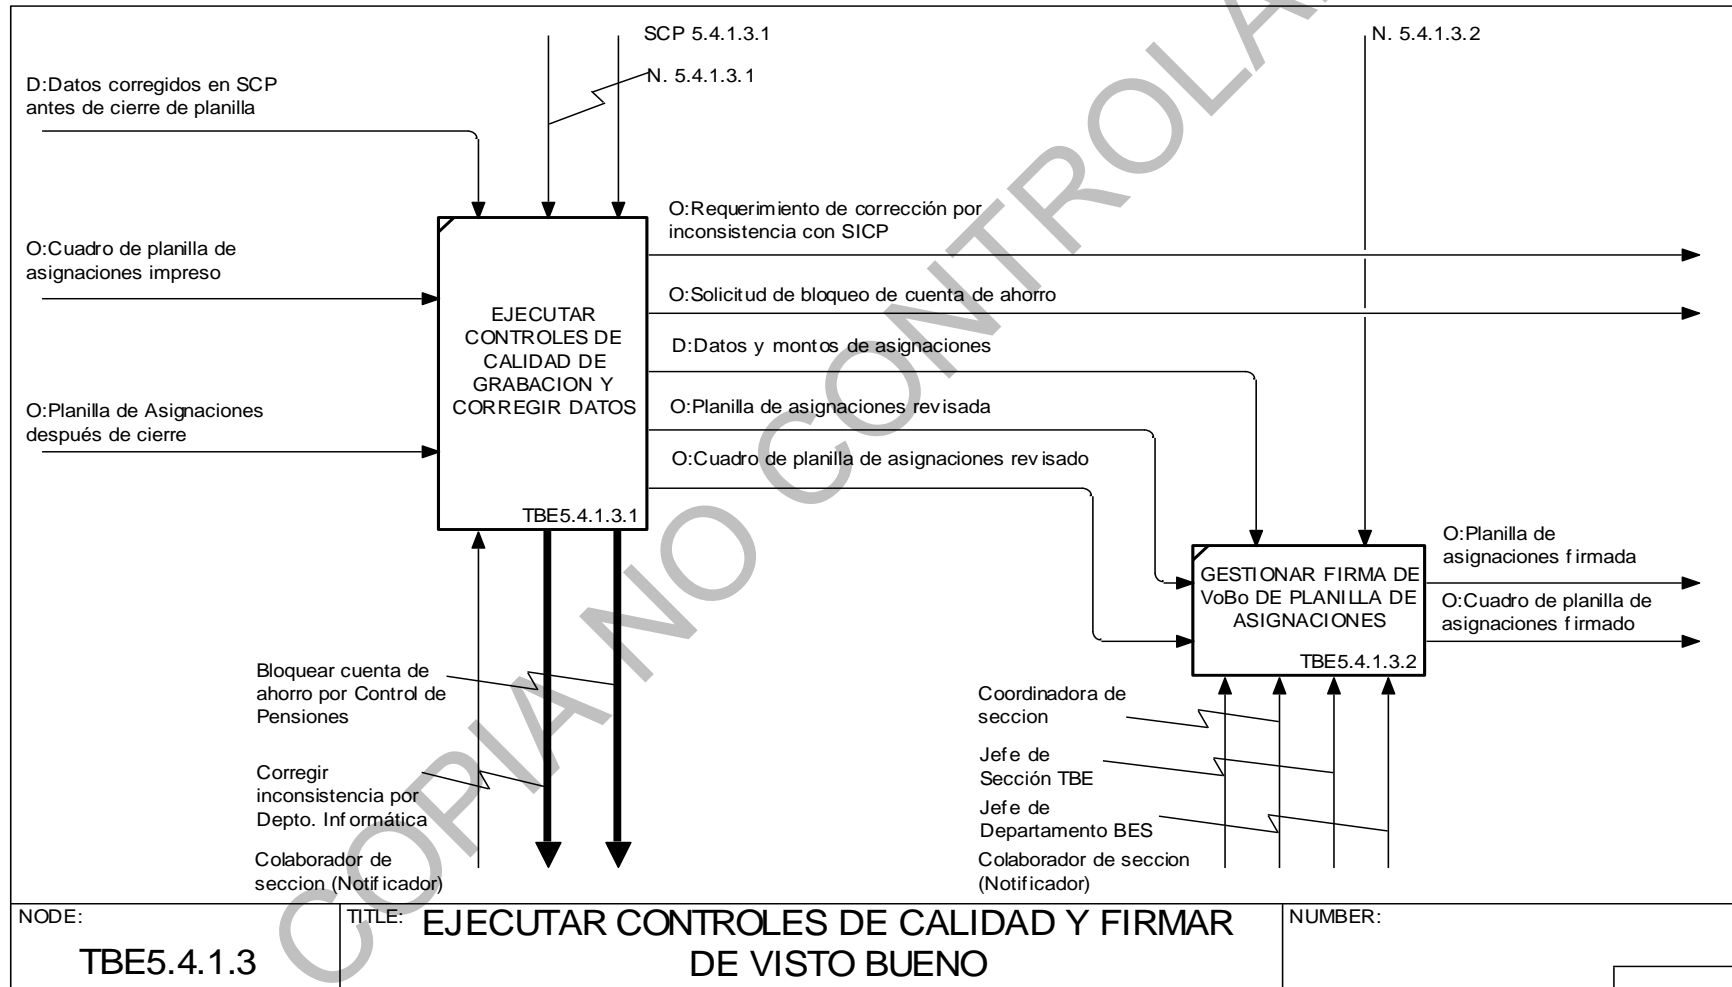 SCP 5.4.1.3.1
N. 5.4.1.3.2
N. 5.4.1.3.1
D:Datos corregidos en SCP
antes de cierre de planilla
O:Requerimiento de corrección por
inconsistencia con SICP
O:Cuadro de planilla de
asignaciones impreso
O:Solicitud de bloqueo de cuenta de ahorro
EJECUTAR
CONTROLES DE
CALIDAD DE
GRABACION Y
CORREGIR DATOS
TBE5.4.1.3.1
D:Datos y montos de asignaciones
O:Planilla de Asignaciones
después de cierre
O:Planilla de asignaciones revisada
O:Cuadro de planilla de asignaciones revisado
GESTIONAR FIRMA DE
VoBo DE PLANILLA DE
ASIGNACIONES
TBE5.4.1.3.2
O:Planilla de
asignaciones firmada
O:Cuadro de planilla de
asignaciones firmado
Bloquear cuenta de
ahorro por Control de
Pensiones
Corregir
inconsistencia por
Depto. Informática
Colaborador de
seccion (Notificador)
Coordinadora de
seccion
Jefe de
Sección TBE
Jefe de
Departamento BES
Colaborador de seccion
(Notificador)
NODE:
TBE5.4.1.3
TITLE:
EJECUTAR CONTROLES DE CALIDAD Y FIRMAR
DE VISTO BUENO
NUMBER:
COPIA NO CONTROLA